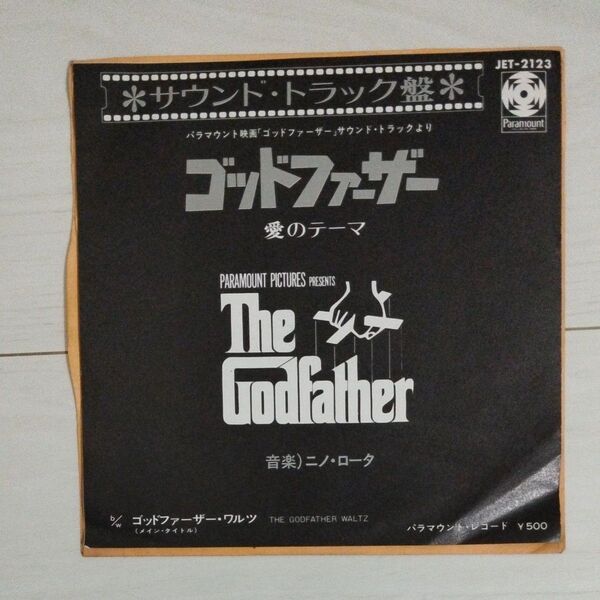 JET-2123
*サウンド・トラック盤*
Paramount
パラマウント映画「ゴッドファーザー」サウンド・トラックより
ゴッドファーザー
愛のテーマ
PARAMOUNT PICTURES PRESENTS
The
Godfather
音楽)ニノ・ロータ
b/w ゴッドファーザー・ワルツ THE GODFATHER WALTZ
(メイン・タイトル)
パラマウント・レコード ¥500